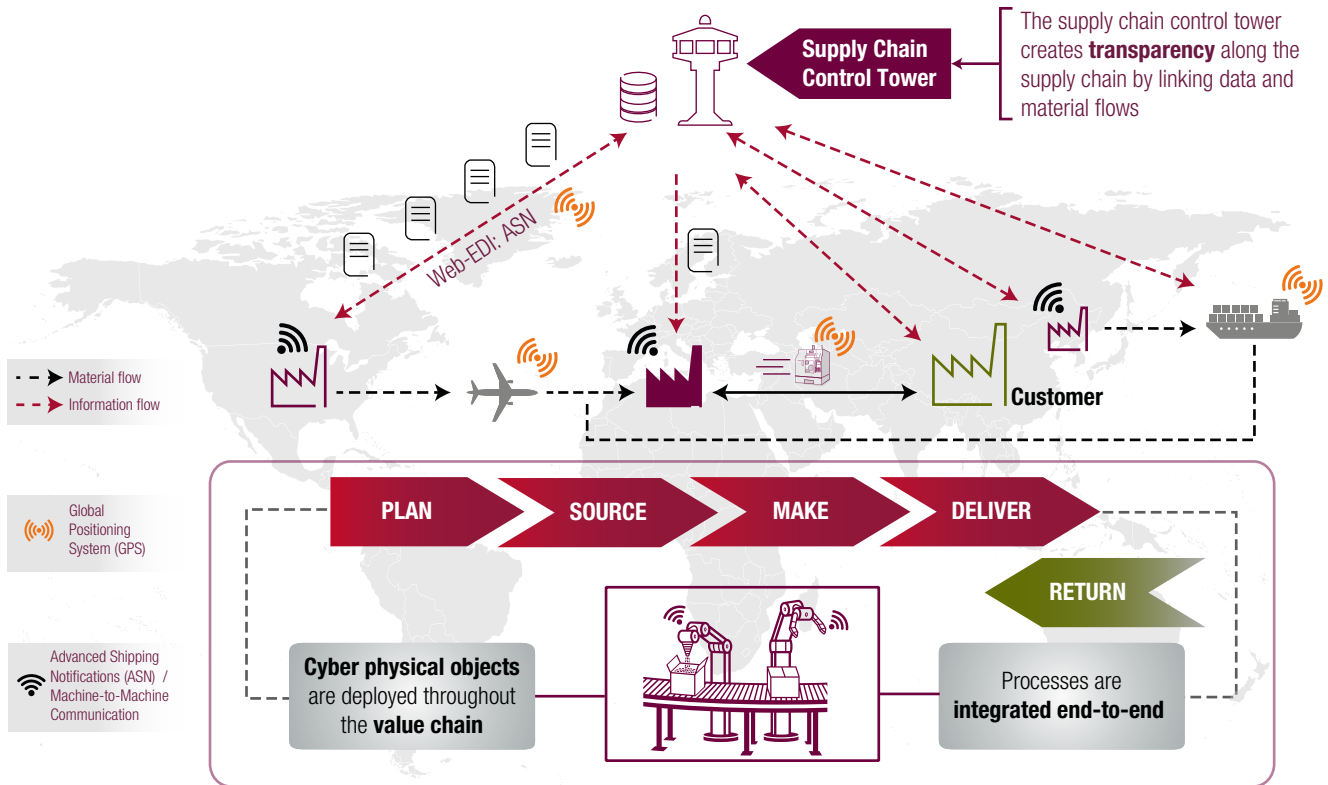 Supply Chain
Control Tower
The supply chain control tower
creates transparency along the
supply chain by linking data and
material flows
Web-EDI: ASN
Customer
Material flow
Information flow
Global
Positioning
System (GPS)
Advanced Shipping
Notifications (ASN) /
Machine-to-Machine
Communication
PLAN
SOURCE
MAKE
DELIVER
RETURN
Cyber physical objects
are deployed throughout
the value chain
Processes are
integrated end-to-end